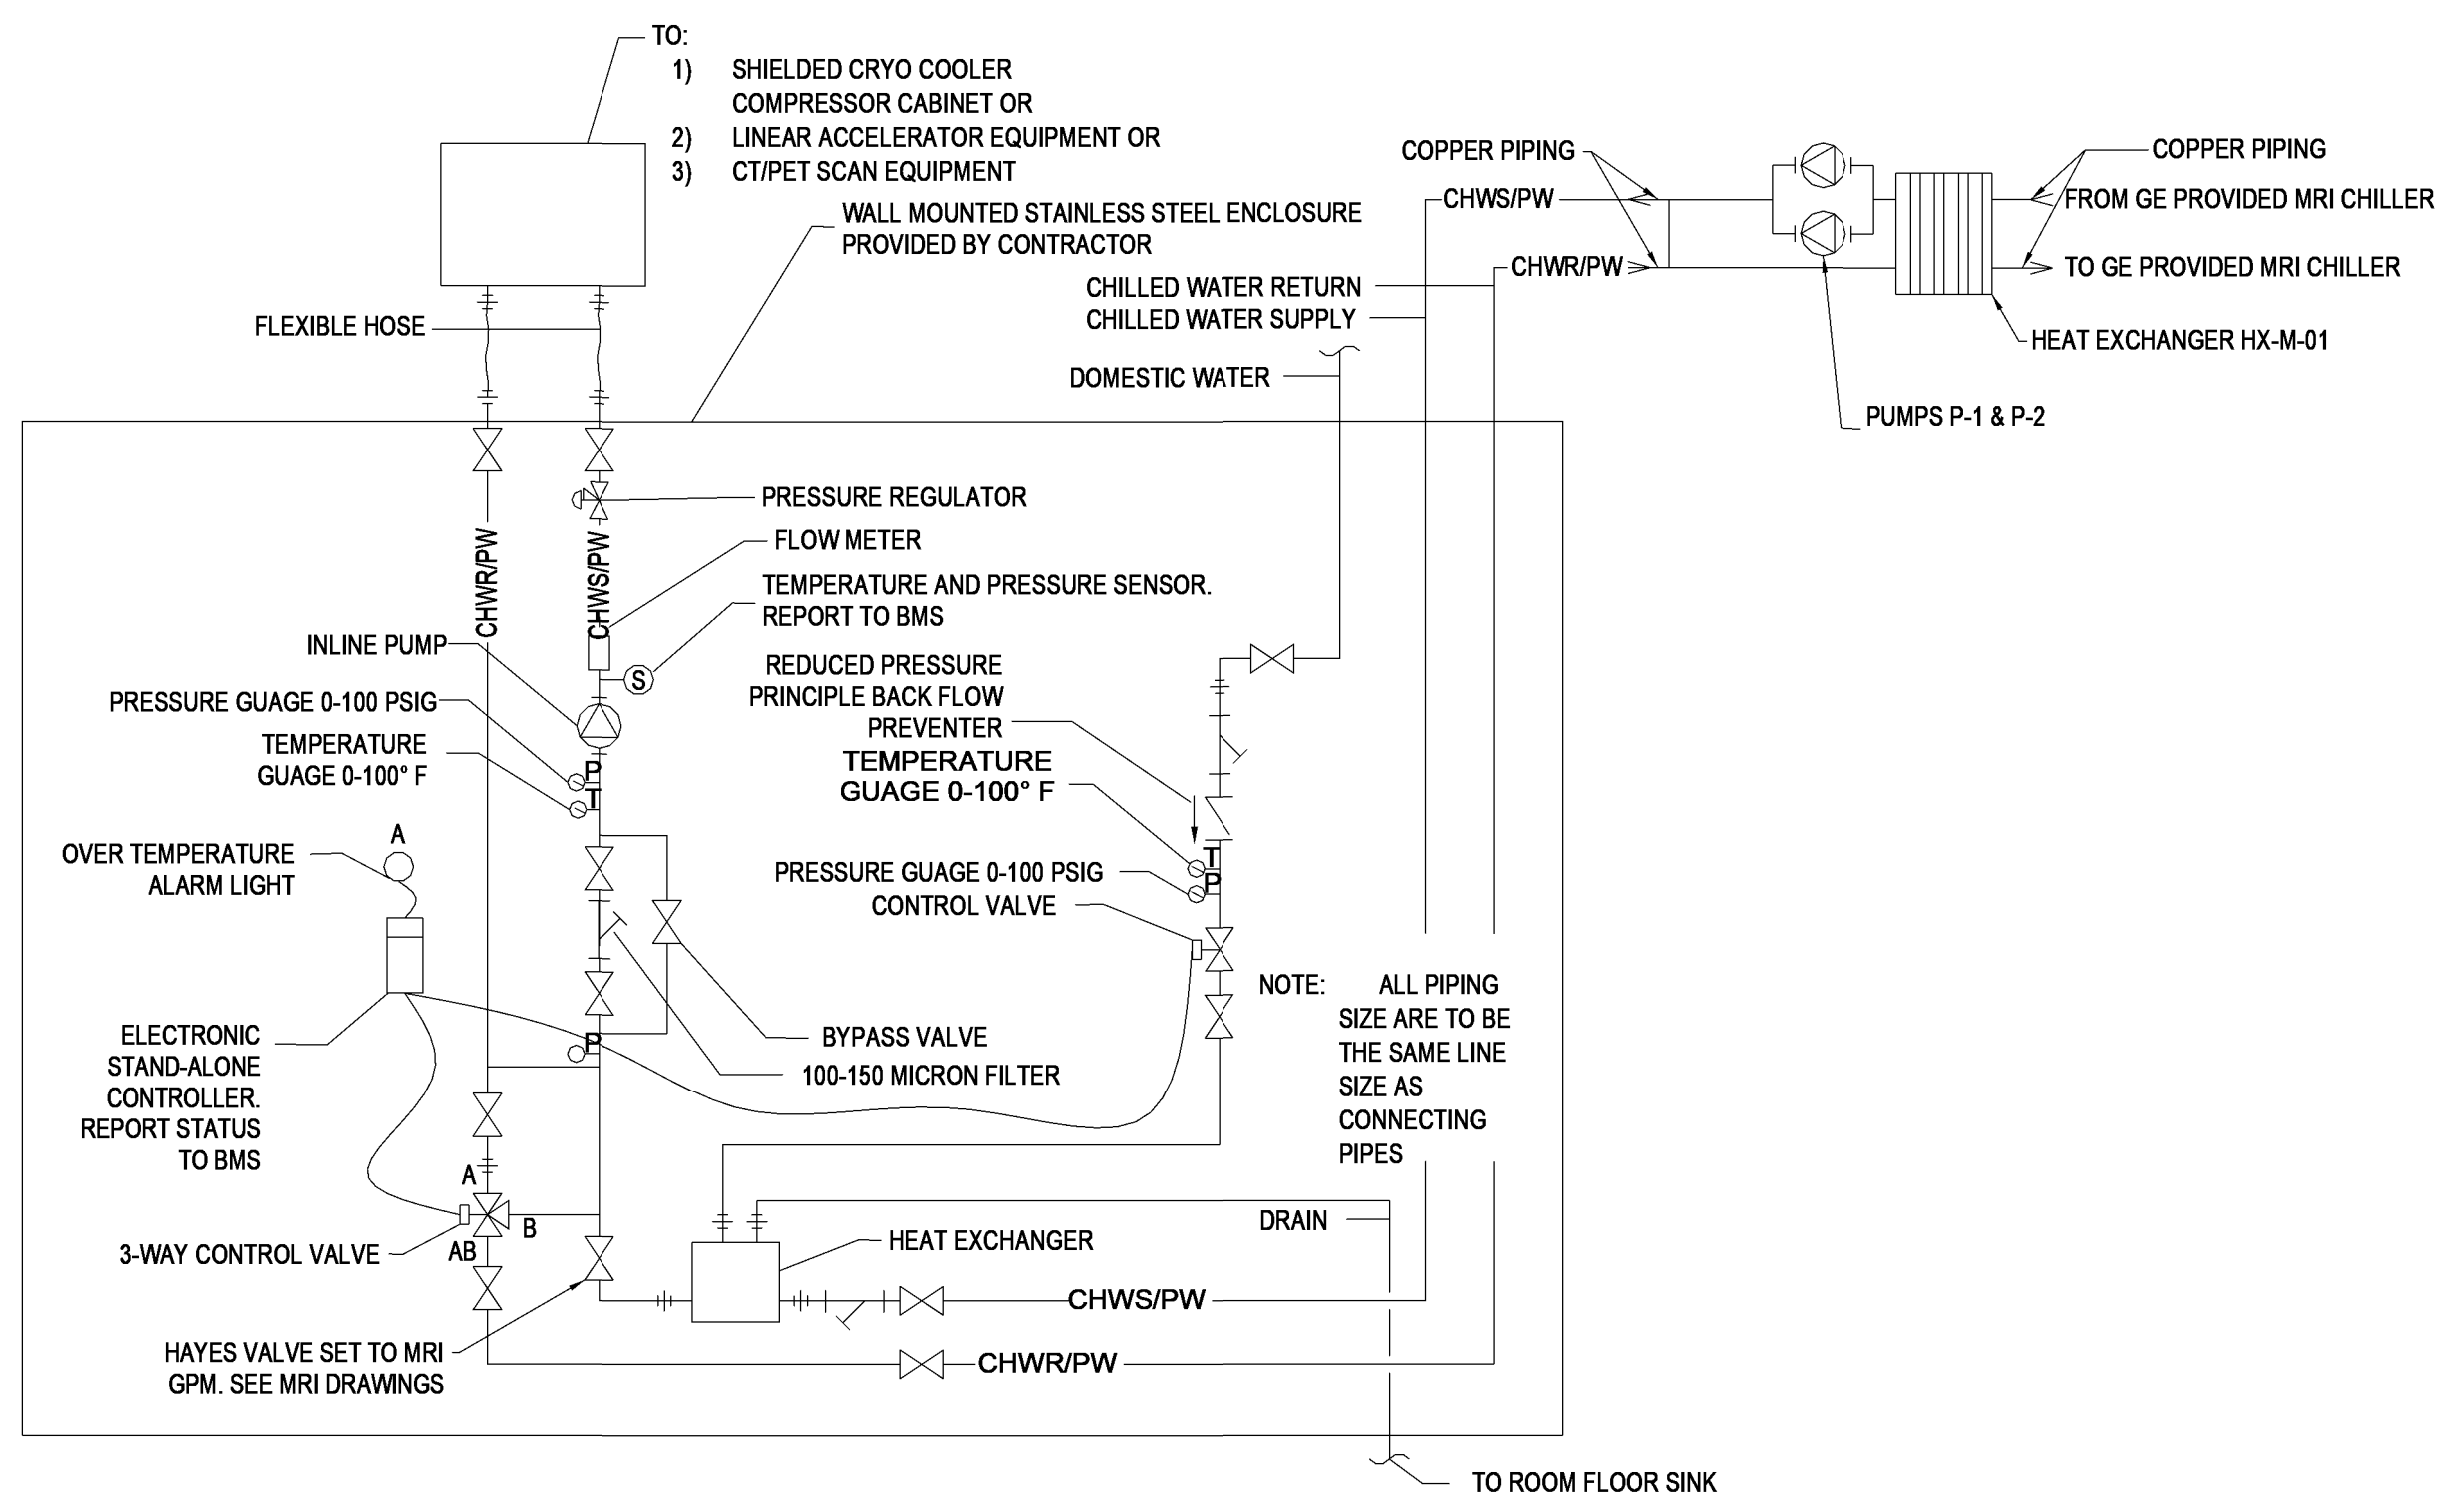 TO:
1) SHIELDED CRYO COOLER
COMPRESSOR CABINET OR
2) LINEAR ACCELERATOR EQUIPMENT OR
3) CT/PET SCAN EQUIPMENT
WALL MOUNTED STAINLESS STEEL ENCLOSURE
PROVIDED BY CONTRACTOR
COPPER PIPING
COPPER PIPING
CHWS/PW
FROM GE PROVIDED MRI CHILLER
CHWR/PW
TO GE PROVIDED MRI CHILLER
CHILLED WATER RETURN
CHILLED WATER SUPPLY
HEAT EXCHANGER HX-M-01
DOMESTIC WATER
PUMPS P-1 & P-2
FLEXIBLE HOSE
PRESSURE REGULATOR
FLOW METER
CHWR/PW
CHWS/PW
TEMPERATURE AND PRESSURE SENSOR.
REPORT TO BMS
S
INLINE PUMP
PRESSURE GUAGE 0-100 PSIG
TEMPERATURE
GUAGE 0-100° F
P
T
REDUCED PRESSURE
PRINCIPLE BACK FLOW
PREVENTER
TEMPERATURE
GUAGE 0-100° F
T
P
PRESSURE GUAGE 0-100 PSIG
CONTROL VALVE
A
OVER TEMPERATURE
ALARM LIGHT
ELECTRONIC
STAND-ALONE
CONTROLLER.
REPORT STATUS
TO BMS
P
BYPASS VALVE
100-150 MICRON FILTER
NOTE: ALL PIPING
SIZE ARE TO BE
THE SAME LINE
SIZE AS
CONNECTING
PIPES
A
B
AB
3-WAY CONTROL VALVE
HEAT EXCHANGER
DRAIN
CHWS/PW
CHWR/PW
HAYES VALVE SET TO MRI
GPM. SEE MRI DRAWINGS
TO ROOM FLOOR SINK